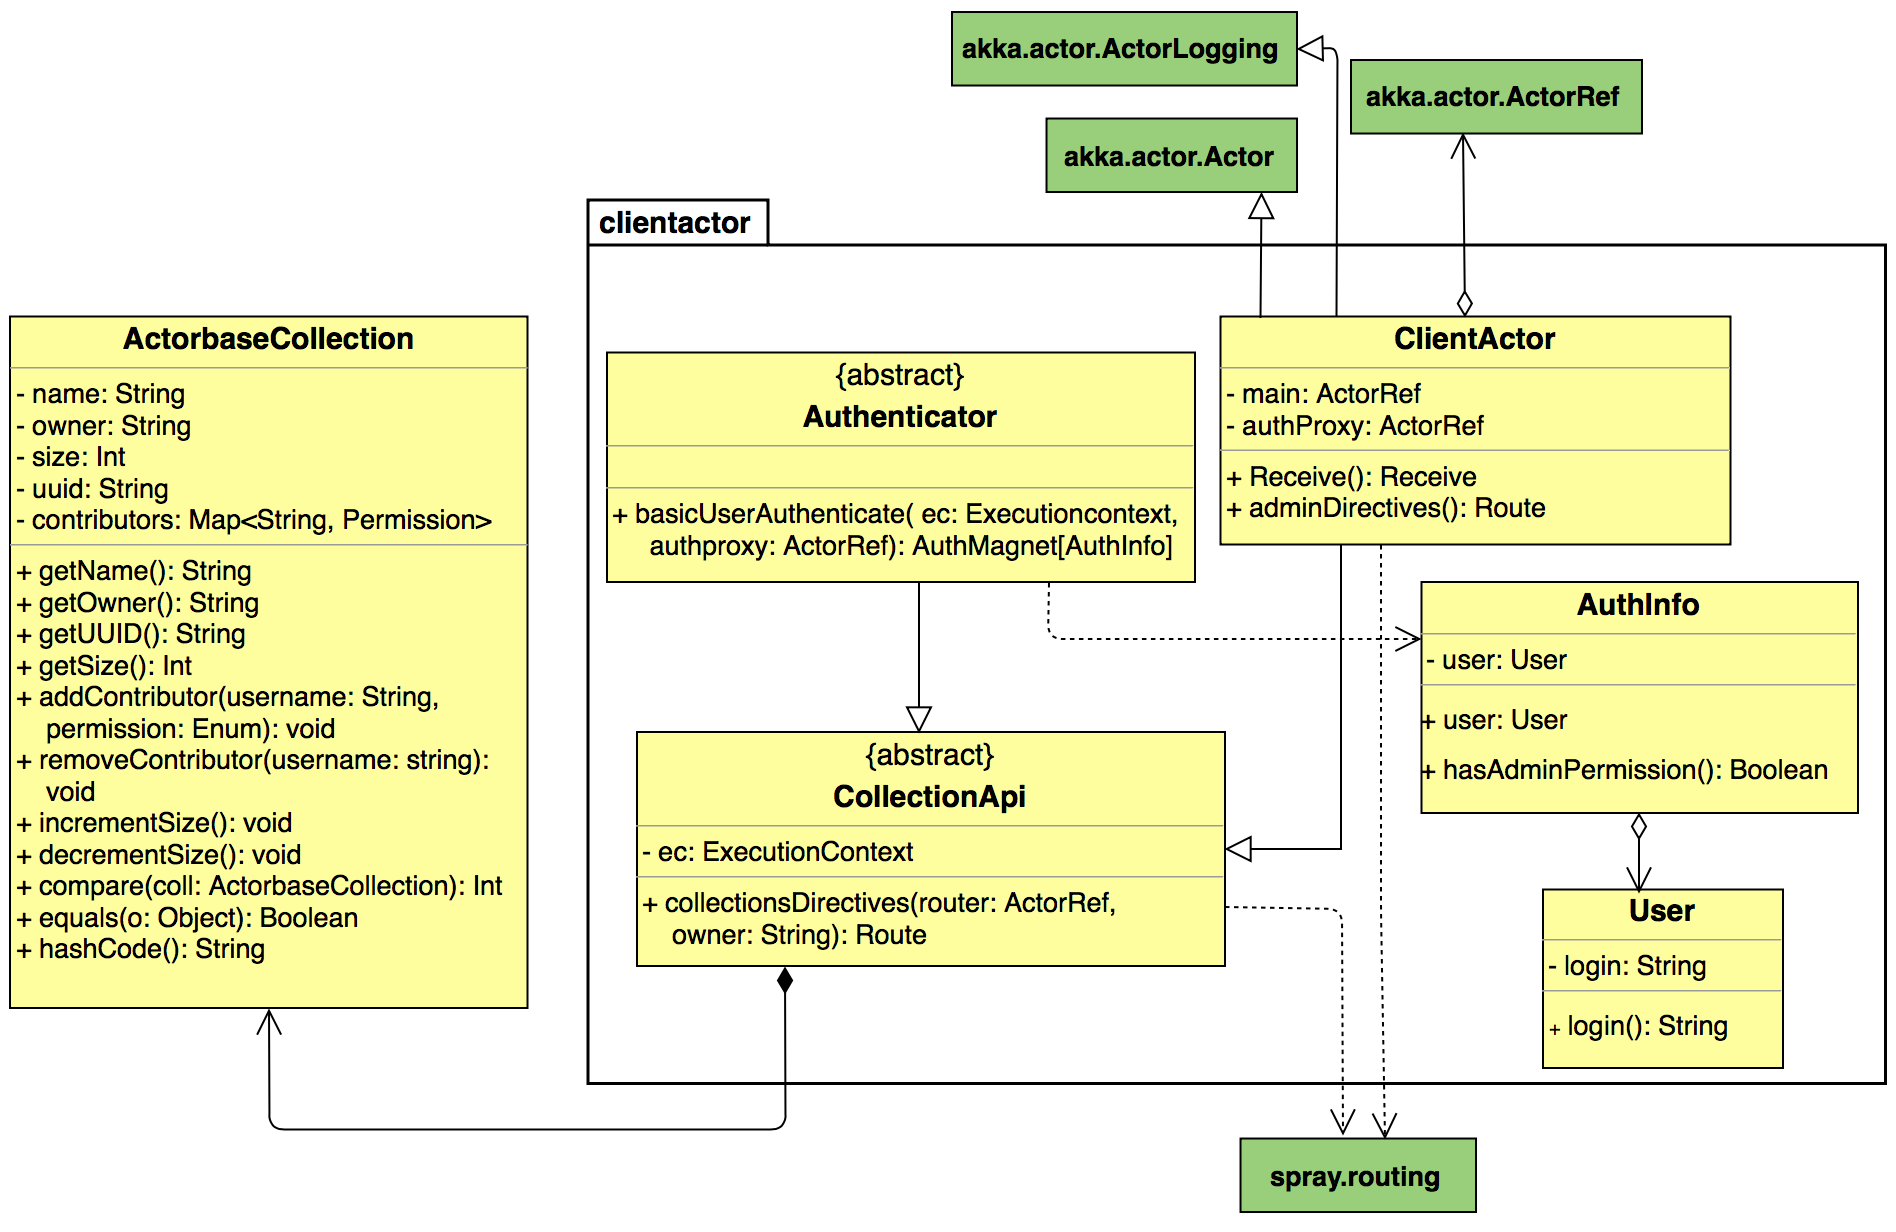 akka.actor.ActorLogging
akka.actor.ActorRef
akka.actor.Actor
clientactor
ActorbaseCollection
- name: String
- owner: String
- size: Int
- uuid: String
- contributors: Map<String, Permission>
+ getName(): String
+ getOwner(): String
+ getUUID(): String
+ getSize(): Int
+ addContributor(username: String,
permission: Enum): void
+ removeContributor(username: string):
void
+ incrementSize(): void
+ decrementSize(): void
+ compare(coll: ActorbaseCollection): Int
+ equals(o: Object): Boolean
+ hashCode(): String
{abstract}
Authenticator
+ basicUserAuthenticate( ec: Executioncontext,
authproxy: ActorRef): AuthMagnet[AuthInfo]
ClientActor
- main: ActorRef
- authProxy: ActorRef
+ Receive(): Receive
+ adminDirectives(): Route
AuthInfo
- user: User
+ user: User
+ hasAdminPermission(): Boolean
{abstract}
CollectionApi
- ec: ExecutionContext
+ collectionsDirectives(router: ActorRef,
owner: String): Route
User
- login: String
+ login(): String
spray.routing